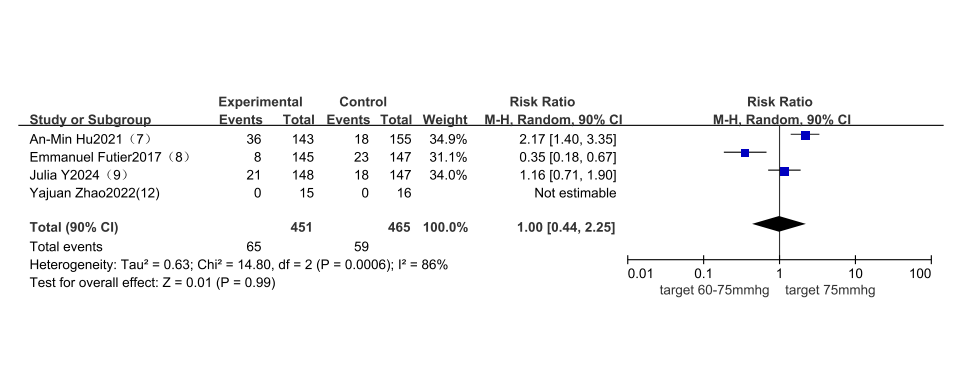 Experimental Control Risk Ratio Risk Ratio
Study or Subgroup Events Total Events Total Weight M-H, Random, 90% CI M-H, Random, 90% CI
An-Min Hu2021（7） 36 143 18 155 34.9% 2.17 [1.40, 3.35]
Emmanuel Futier2017（8） 8 145 23 147 31.1% 0.35 [0.18, 0.67]
Julia Y2024（9） 21 148 18 147 34.0% 1.16 [0.71, 1.90]
Yajuan Zhao2022(12) 0 15 0 16 Not estimable
Total (90% CI) 451 465 100.0% 1.00 [0.44, 2.25]
Total events 65 59
Heterogeneity: Tau² = 0.63; Chi² = 14.80, df = 2 (P = 0.0006); I² = 86%
Test for overall effect: Z = 0.01 (P = 0.99)
0.01 0.1 1 10 100
target 60-75mmhg target 75mmhg